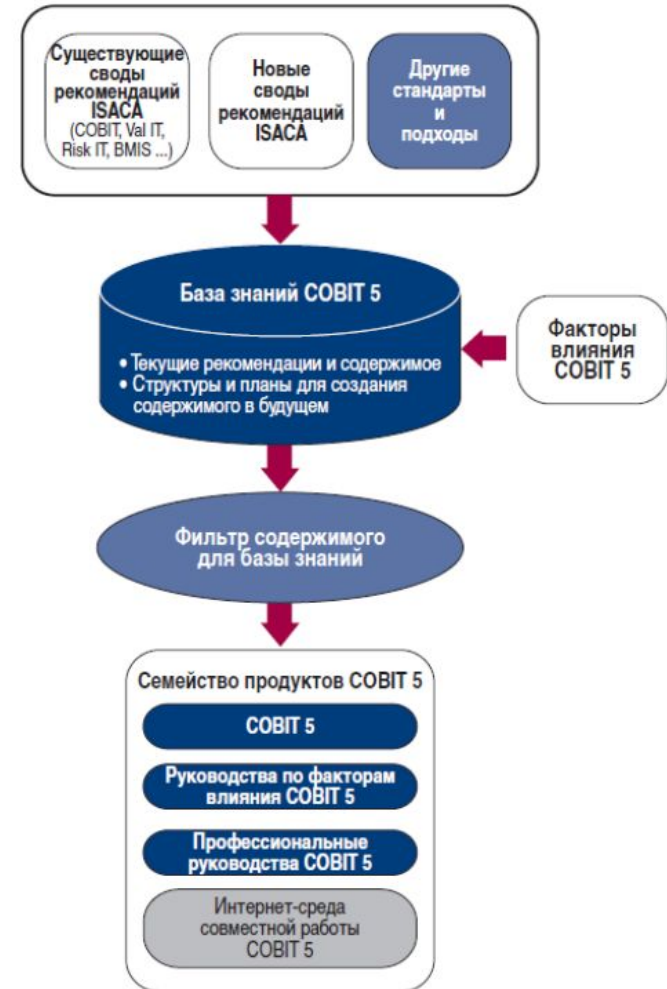 Существующие
своды
рекомендаций
ISACA
(COBIT, Val IT,
Risk IT, BMIS ...)
Новые
своды
рекомендаций
ISACA
Другие
стандарты
и
подходы
База знаний COBIT 5
• Текущие рекомендации и содержимое
• Структуры и планы для создания
содержимого в будущем
Факторы
влияния
COBIT 5
Фильтр содержимого
для базы знаний
Семейство продуктов COBIT 5
COBIT 5
Руководства по факторам
влияния COBIT 5
Профессиональные
руководства COBIT 5
Интернет-среда
совместной работы
COBIT 5